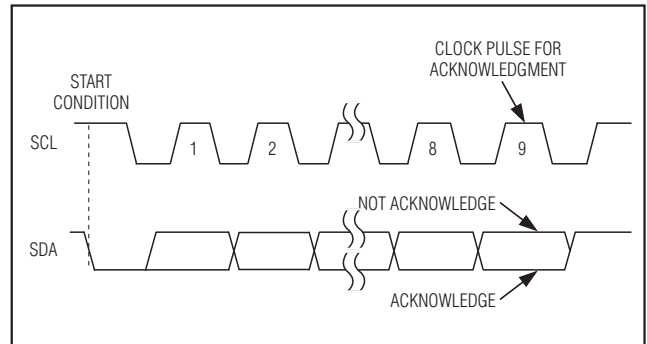 CLOCK PULSE FOR
ACKNOWLEDGMENT
START
CONDITION
SCL
1
2
8
9
NOT ACKNOWLEDGE
SDA
ACKNOWLEDGE